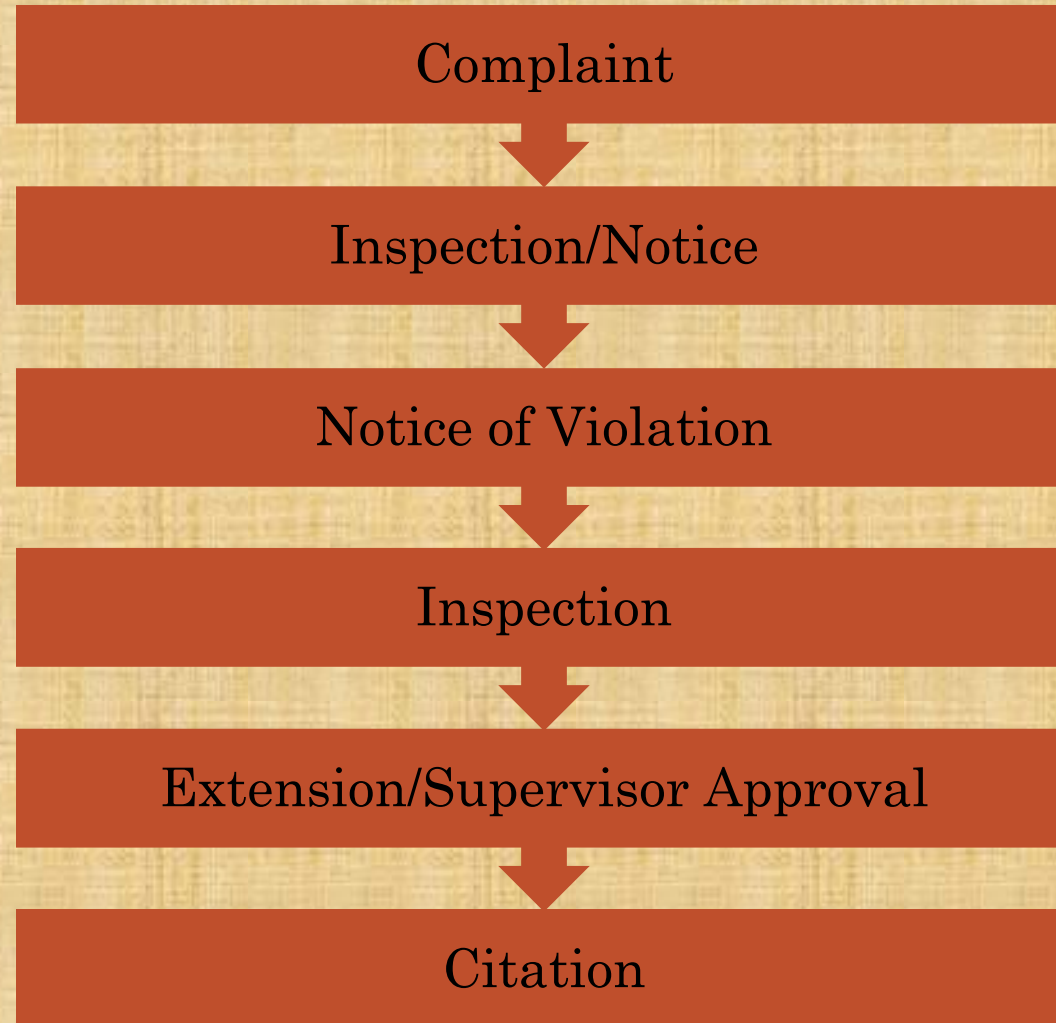 Complaint
Inspection/Notice
Notice of Violation
Inspection
Extension/Supervisor Approval
Citation